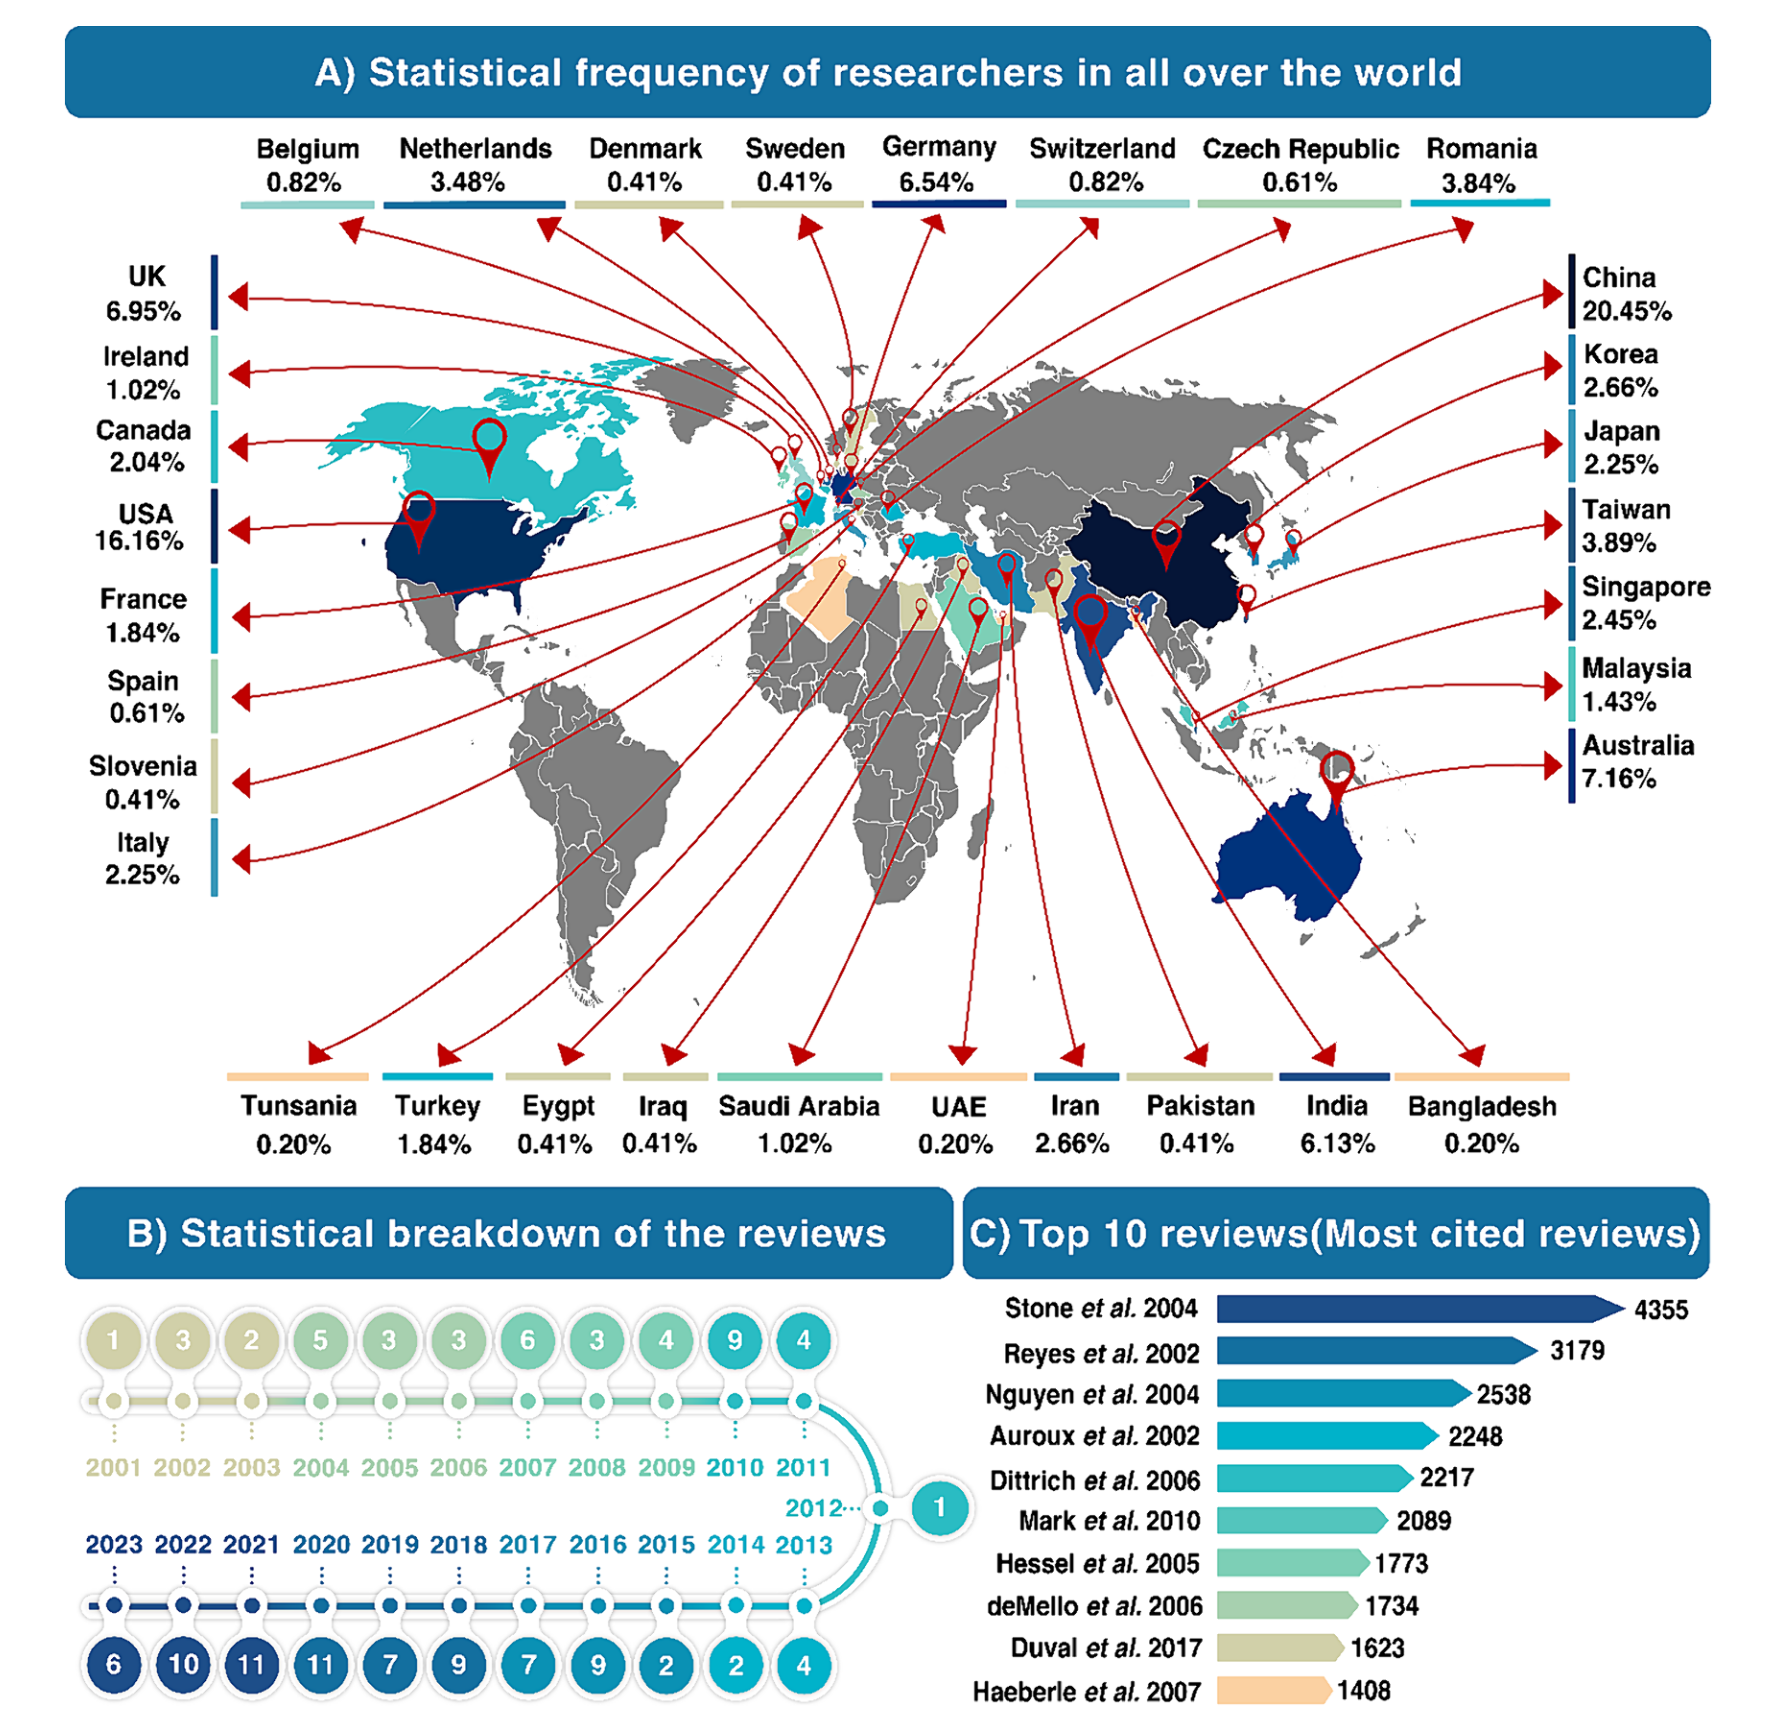 A) Statistical frequency of researchers in all over the world
Belgium
0.82%
Netherlands
3.48%
Denmark
0.41%
Sweden
0.41%
Germany
6.54%
Switzerland
0.82%
Czech Republic
0.61%
Romania
3.84%
UK
6.95%
Ireland
1.02%
Canada
2.04%
USA
16.16%
France
1.84%
Spain
0.61%
Slovenia
0.41%
Italy
2.25%
China
20.45%
Korea
2.66%
Japan
2.25%
Taiwan
3.89%
Singapore
2.45%
Malaysia
1.43%
Australia
7.16%
Tunsania
0.20%
Turkey
1.84%
Eygpt
0.41%
Iraq
0.41%
Saudi Arabia
1.02%
UAE
0.20%
Iran
2.66%
Pakistan
0.41%
India
6.13%
Bangladesh
0.20%
B) Statistical breakdown of the reviews
1 3 2 5 3 3 6 3 4 9 4
2001 2002 2003 2004 2005 2006 2007 2008 2009 2010 2011
2012 1
2023 2022 2021 2020 2019 2018 2017 2016 2015 2014 2013
6 10 11 11 7 9 7 9 2 2 4
C) Top 10 reviews(Most cited reviews)
Stone et al. 2004 4355
Reyes et al. 2002 3179
Nguyen et al. 2004 2538
Auroux et al. 2002 2248
Dittrich et al. 2006 2217
Mark et al. 2010 2089
Hessel et al. 2005 1773
deMello et al. 2006 1734
Duval et al. 2017 1623
Haeberle et al. 2007 1408